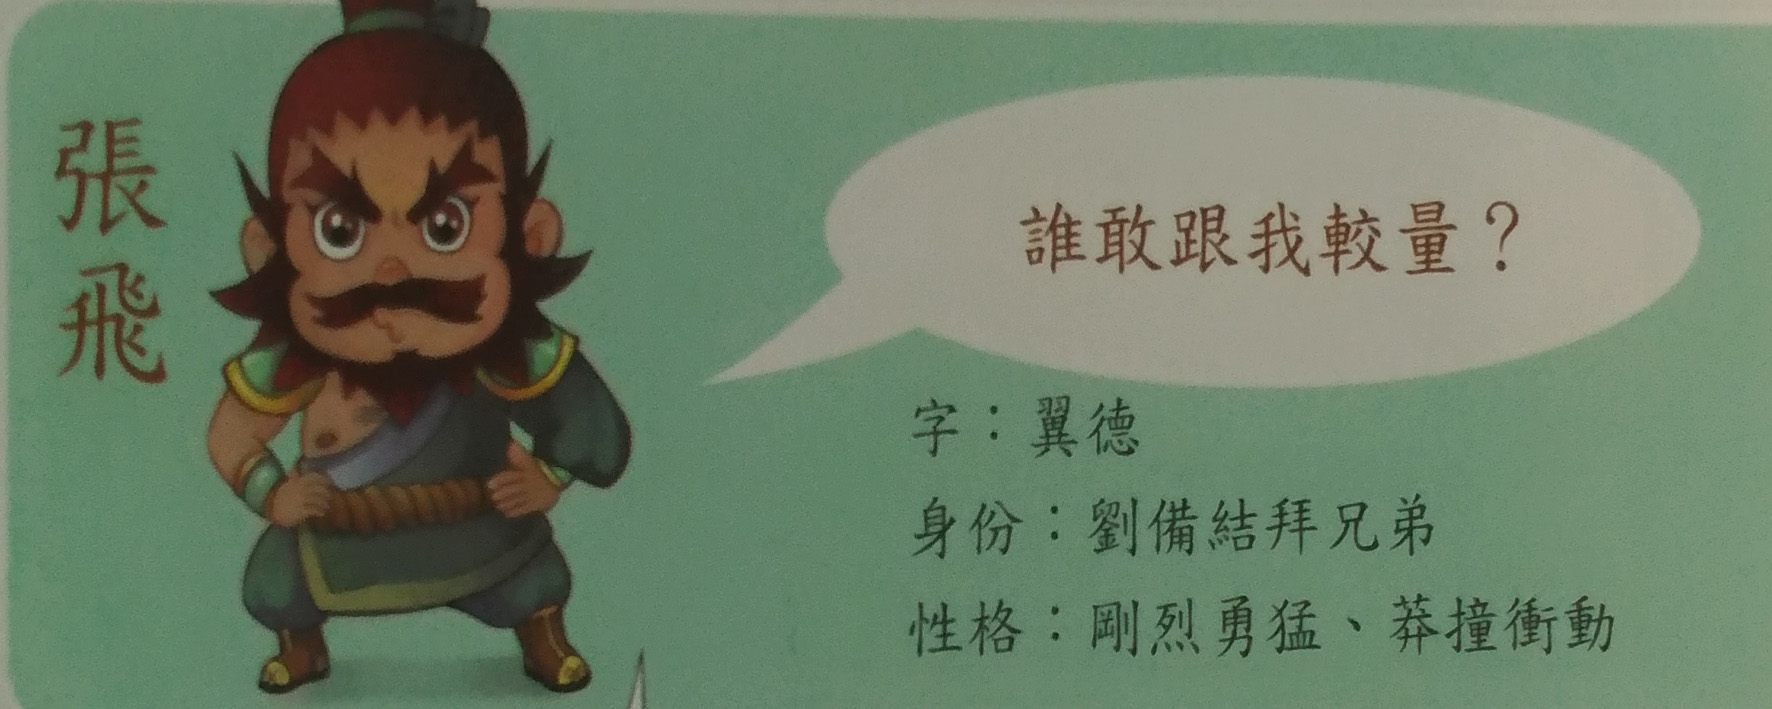 張飛
誰敢跟我較量？
字：翼德
身份：劉備結拜兄弟
性格：剛烈勇猛、莽撞衝動